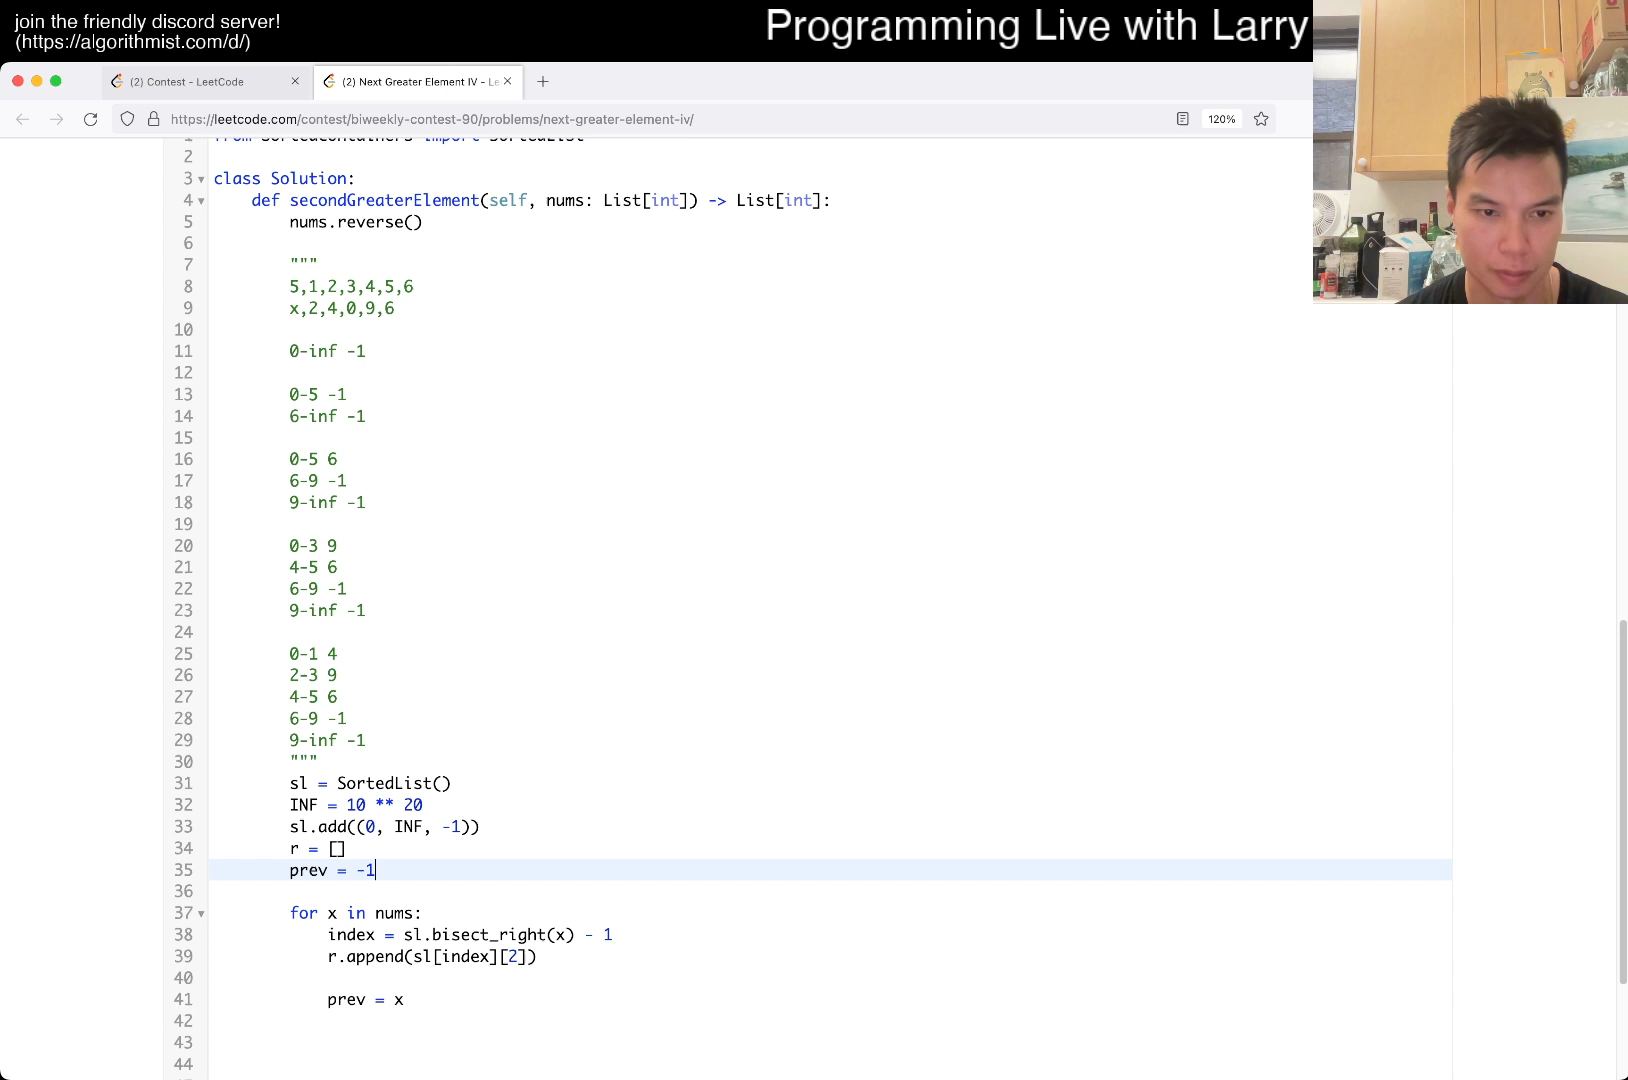 join the friendly discord server!
(https://algorithmist.com/d/)
Programming Live with Larry
(2) Contest - LeetCode
(2) Next Greater Element IV - Le
https://leetcode.com/contest/biweekly-contest-90/problems/next-greater-element-iv/
120%
1 from sortedcontainers import SortedList
2
3 class Solution:
4 def secondGreaterElement(self, nums: List[int]) -> List[int]:
5 nums.reverse()
6
7 """
8 5,1,2,3,4,5,6
9 x,2,4,0,9,6
10
11 0-inf -1
12
13 0-5 -1
14 6-inf -1
15
16 0-5 6
17 6-9 -1
18 9-inf -1
19
20 0-3 9
21 4-5 6
22 6-9 -1
23 9-inf -1
24
25 0-1 4
26 2-3 9
27 4-5 6
28 6-9 -1
29 9-inf -1
30 """
31 sl = SortedList()
32 INF = 10 ** 20
33 sl.add((0, INF, -1))
34 r = []
35 prev = -1
36
37 for x in nums:
38 index = sl.bisect_right(x) - 1
39 r.append(sl[index][2])
40
41 prev = x
42
43
44